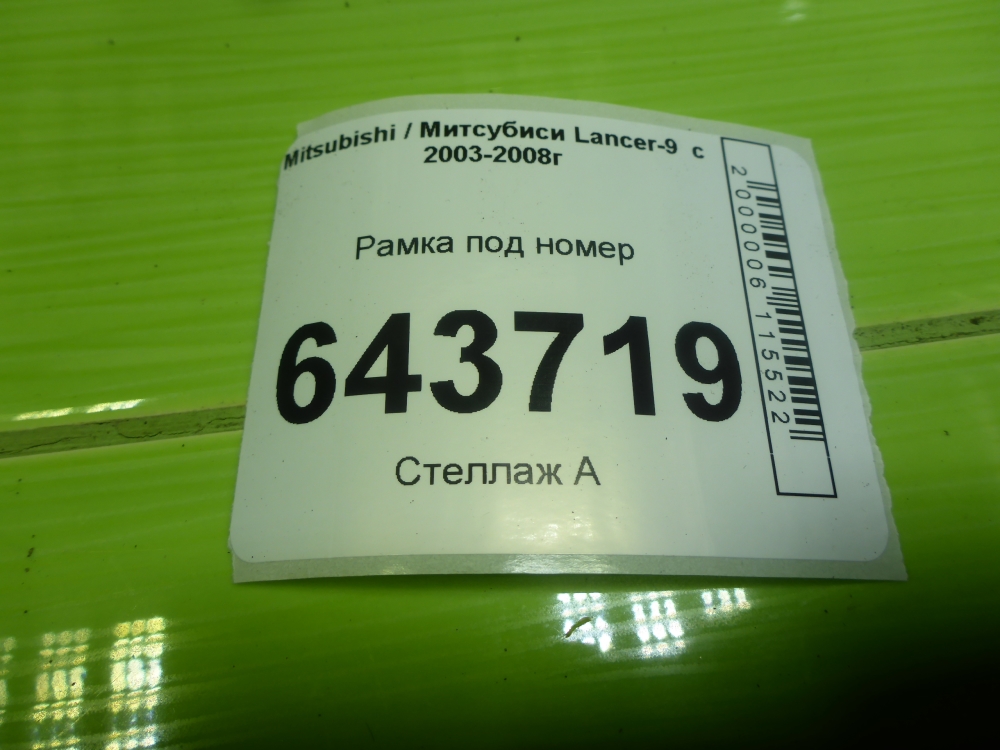 Mitsubishi / Митсубиси Lancer-9 с
2003-2008г
Рамка под номер
643719
Стеллаж А
2000006115522